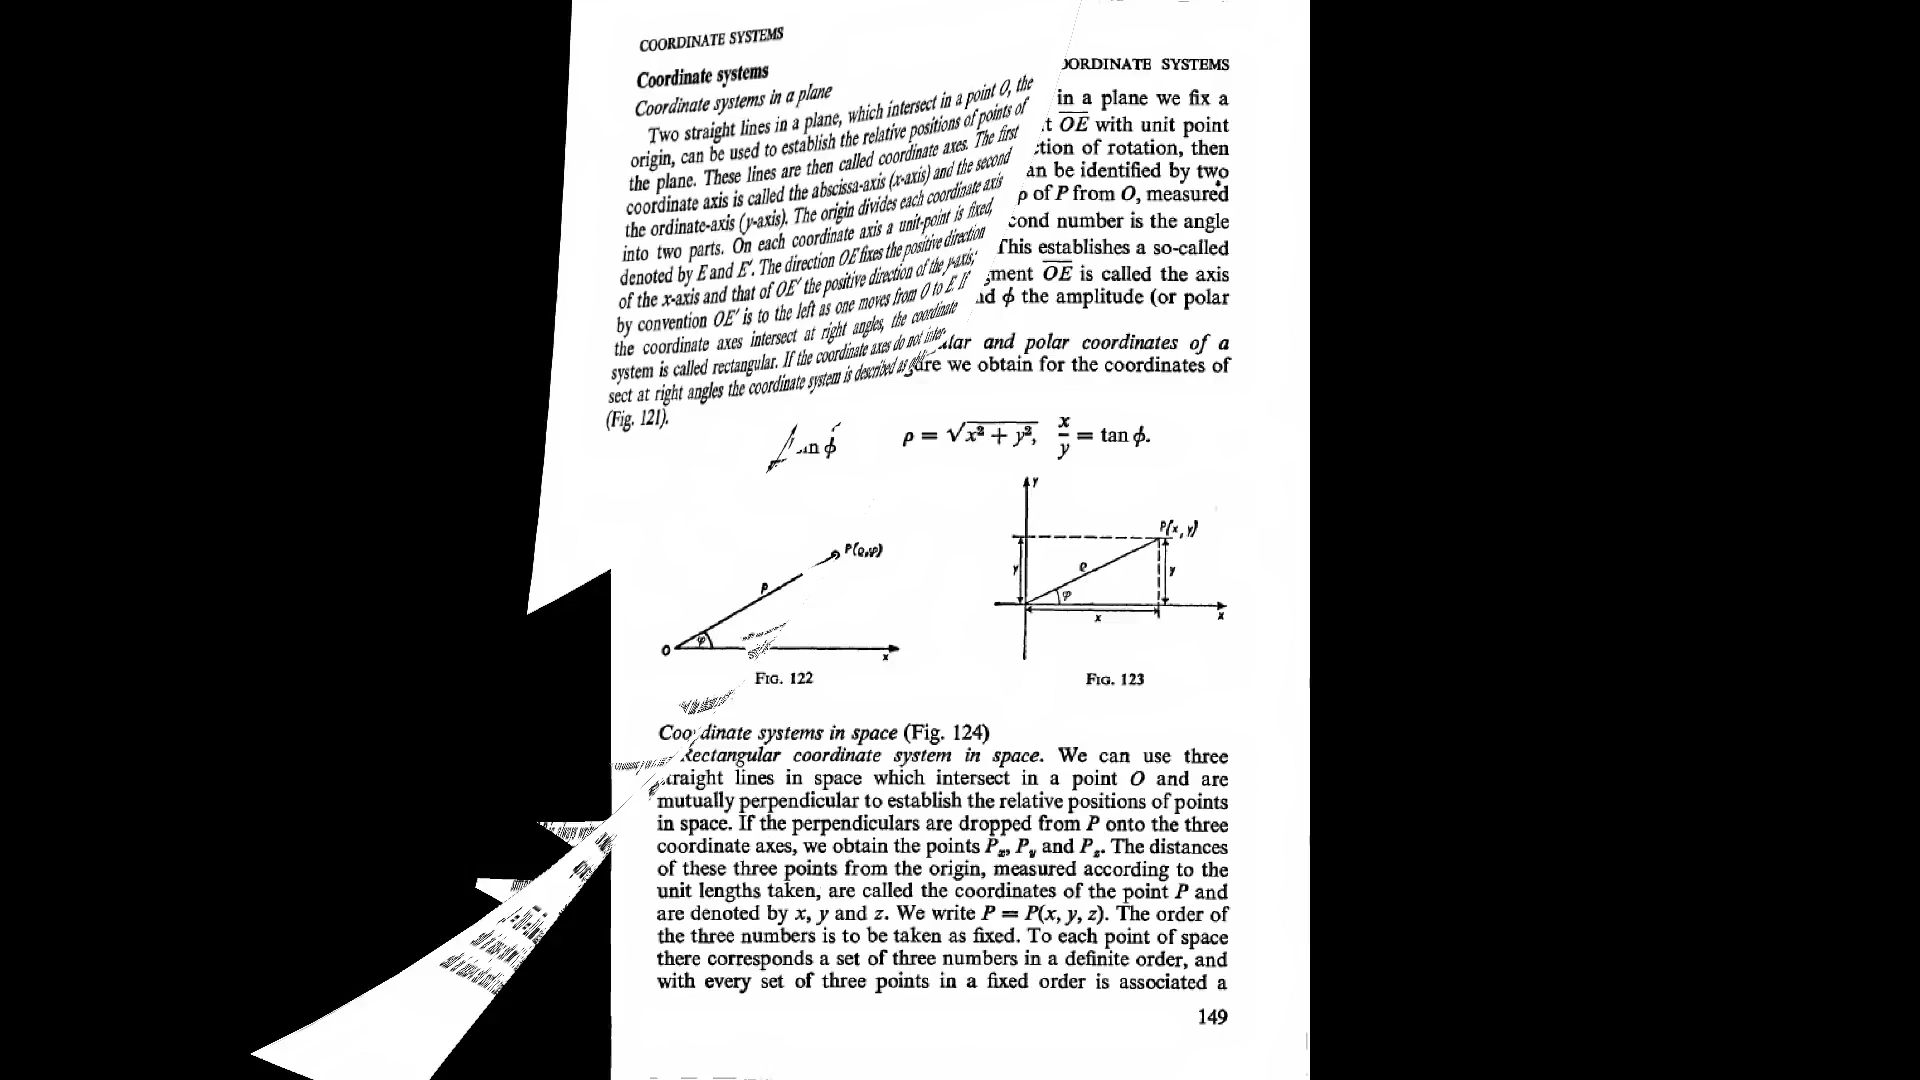 COORDINATE SYSTEMS
Coordinate systems
Coordinate systems in a plane
Two straight lines in a plane, which intersect in a point O, the
origin, can be used to establish the relative positions of points of
the plane. These lines are then called coordinate axes. The first
coordinate axis is called the abscissa-axis (x-axis) and the second
the ordinate-axis (y-axis). The origin divides each coordinate axis
into two parts. On each coordinate axis a unit-point is fixed,
denoted by E and E'. The direction OE fixes the positive direction
of the x-axis and that of OE' the positive direction of the y-axis;
by convention OE' is to the left as one moves from O to E. If
the coordinate axes intersect at right angles, the coordinate
system is called rectangular. If the coordinate axes do not inter-
sect at right angles the coordinate system is described as
(Fig. 121).
SYSTEMS
in a plane we fix a
OE with unit point
of rotation, then
be identified by two
of P from O, measured
number is the angle
This establishes a so-called
OE is called the axis
ϕ the amplitude (or polar
and polar coordinates of a
we obtain for the coordinates of
ϕ ρ = √x² + y², x/y = tan ϕ.
y
P(x, y)
P(ϱ,φ)
ρ
y ϱ y
φ
x x
O φ
x
FIG. 122 FIG. 123
Coordinate systems in space (Fig. 124)
Rectangular coordinate system in space. We can use three
straight lines in space which intersect in a point O and are
mutually perpendicular to establish the relative positions of points
in space. If the perpendiculars are dropped from P onto the three
coordinate axes, we obtain the points Pₓ, Pᵧ and P_z. The distances
of these three points from the origin, measured according to the
unit lengths taken, are called the coordinates of the point P and
are denoted by x, y and z. We write P = P(x, y, z). The order of
the three numbers is to be taken as fixed. To each point of space
there corresponds a set of three numbers in a definite order, and
with every set of three points in a fixed order is associated a
149